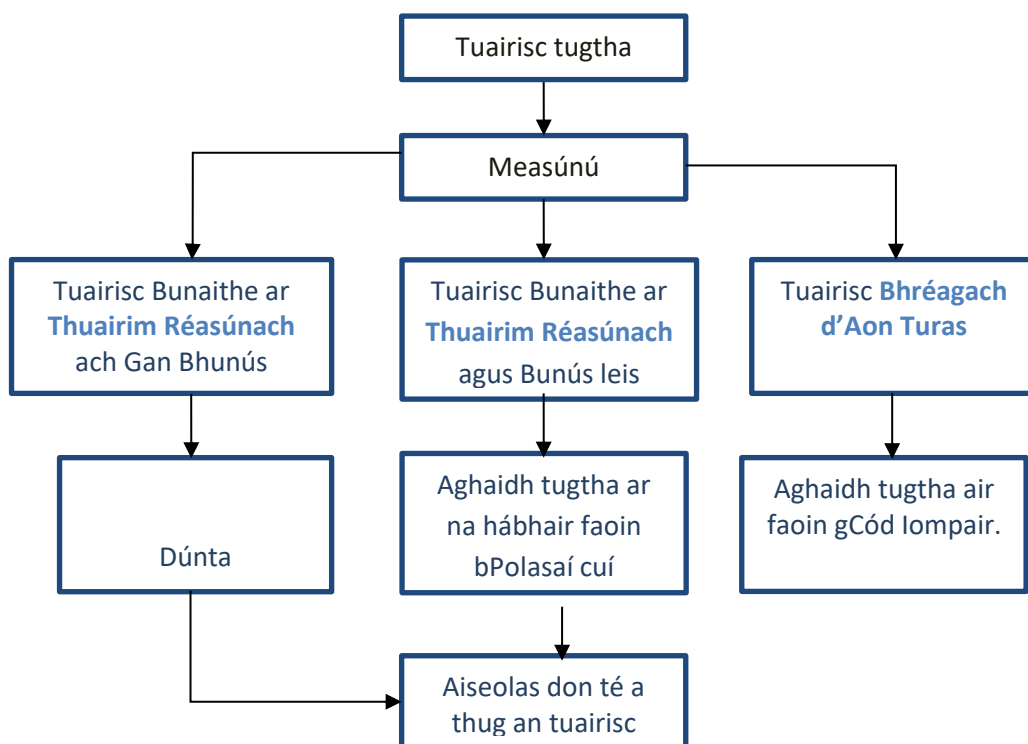 Tuairisc tugtha
Measúnú
Tuairisc Bunaithe ar
Thuairim Réasúnach
ach Gan Bhunús
Tuairisc Bunaithe ar
Thuairim Réasúnach
agus Bunús leis
Tuairisc Bhréagach
d’Aon Turas
Dúnta
Aghaidh tugtha ar
na hábhair faoin
bPolasaí cuí
Aghaidh tugtha air
faoin gCód Iompair.
Aiseolas don té a
thug an tuairisc